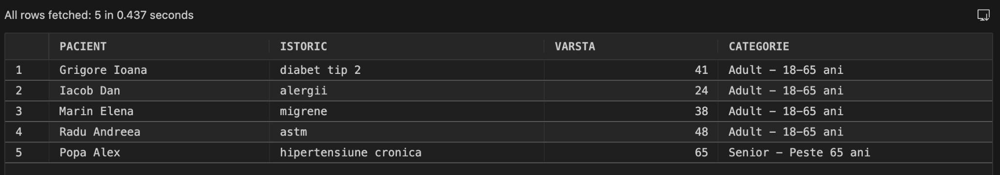 All rows fetched: 5 in 0.437 seconds
PACIENT ISTORIC VARSTA CATEGORIE
1 Grigore Ioana diabet tip 2 41 Adult - 18-65 ani
2 Iacob Dan alergii 24 Adult - 18-65 ani
3 Marin Elena migrene 38 Adult - 18-65 ani
4 Radu Andreea astm 48 Adult - 18-65 ani
5 Popa Alex hipertensiune cronica 65 Senior - Peste 65 ani